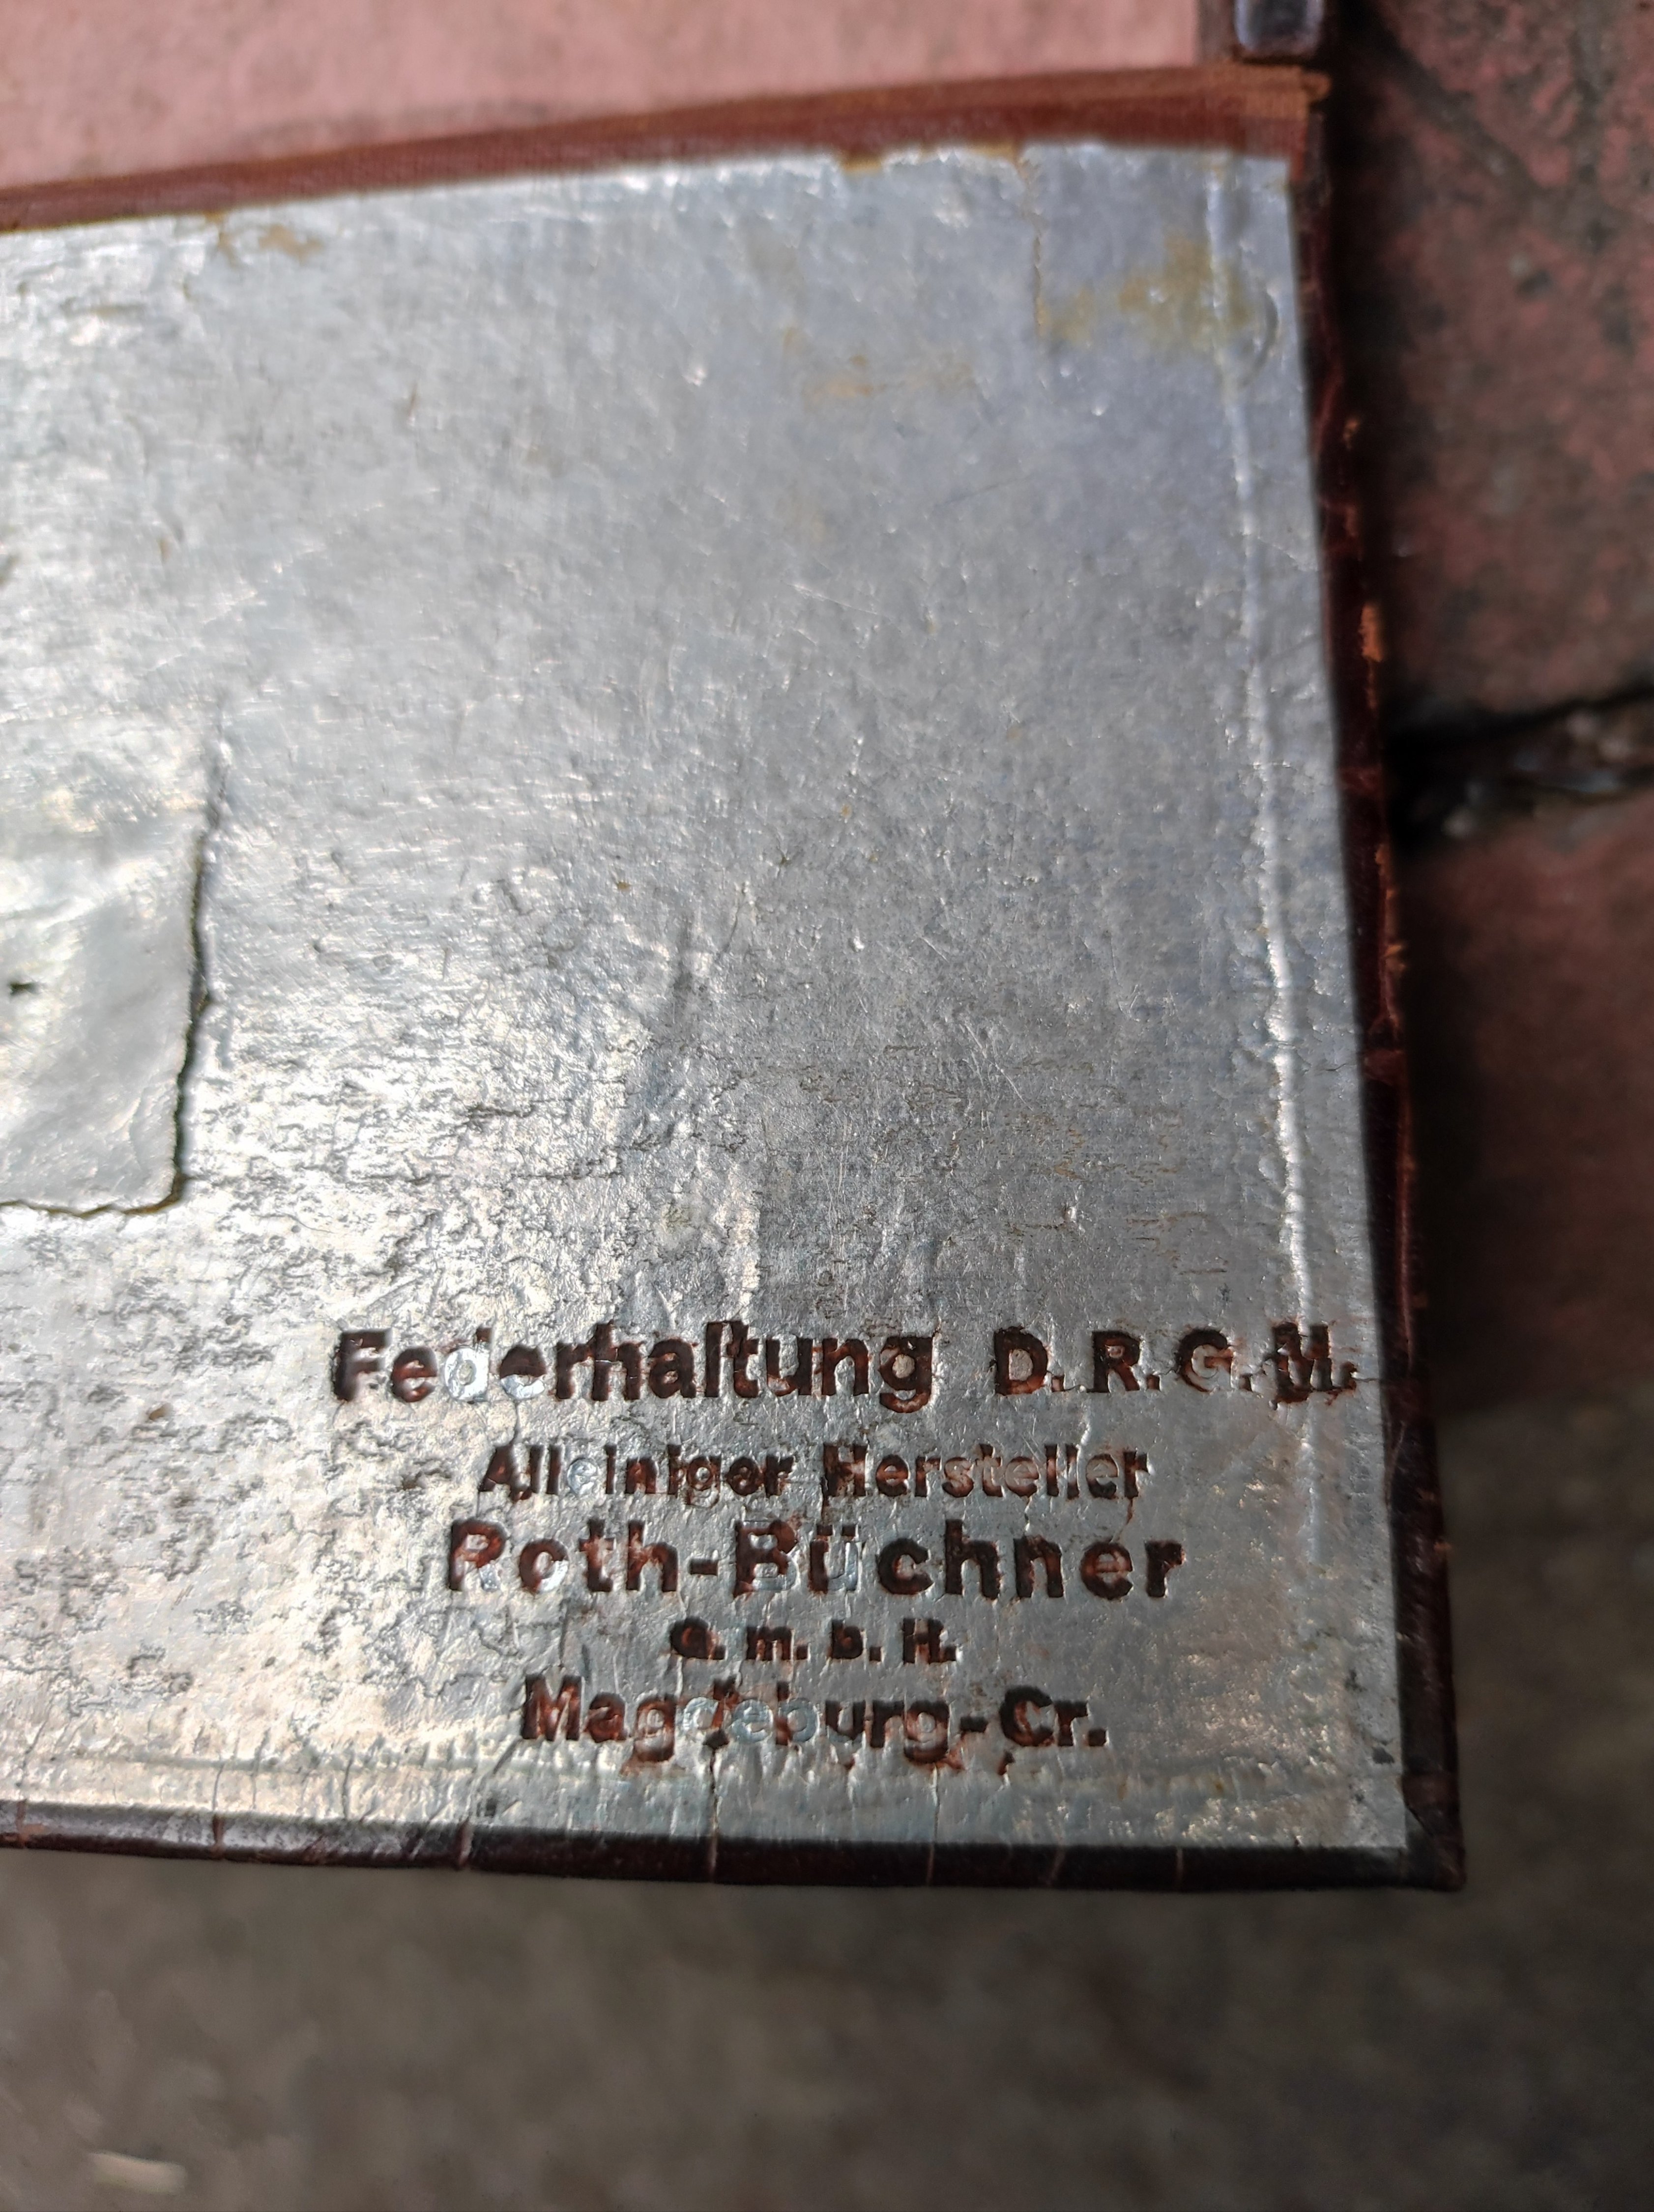 Federhaltung D. R. G. M.
Alleiniger Hersteller
Roth-Büchner
G. m. b. H.
Magdeburg-Cr.